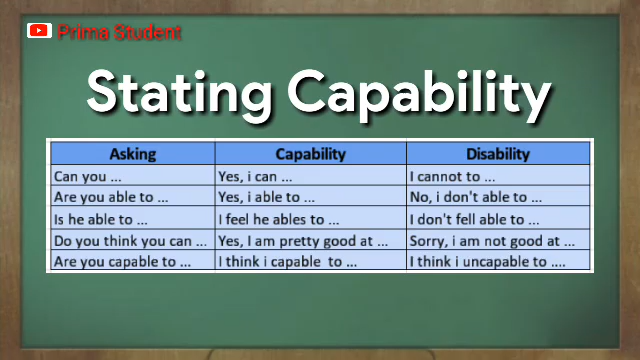 Prima Student
Stating Capability
Asking Capability Disability
Can you ... Yes, i can ... I cannot to ...
Are you able to ... Yes, i able to ... No, i don't able to ...
Is he able to ... I feel he ables to ... I don't fell able to ...
Do you think you can ... Yes, I am pretty good at ... Sorry, i am not good at ...
Are you capable to ... I think i capable to ... I think i uncapable to ....